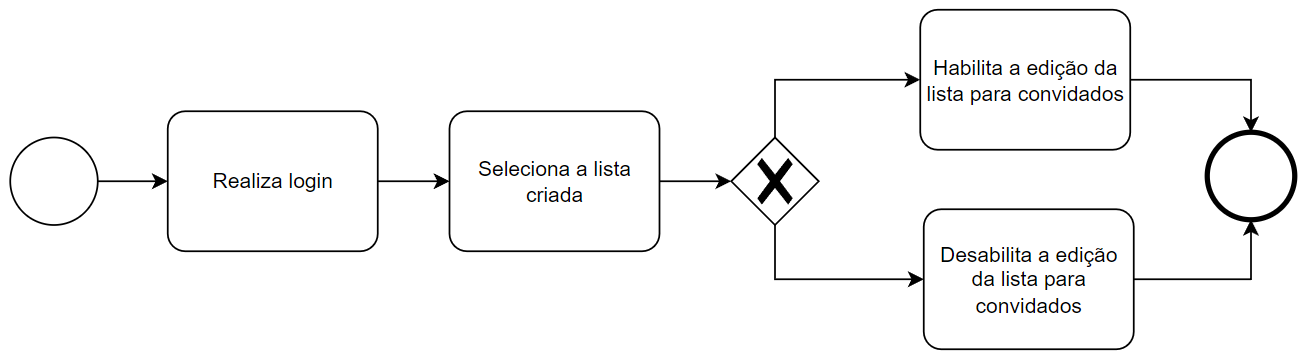 Realiza login
Seleciona a lista
criada
Habilita a edição da
lista para convidados
Desabilita a edição
da lista para
convidados